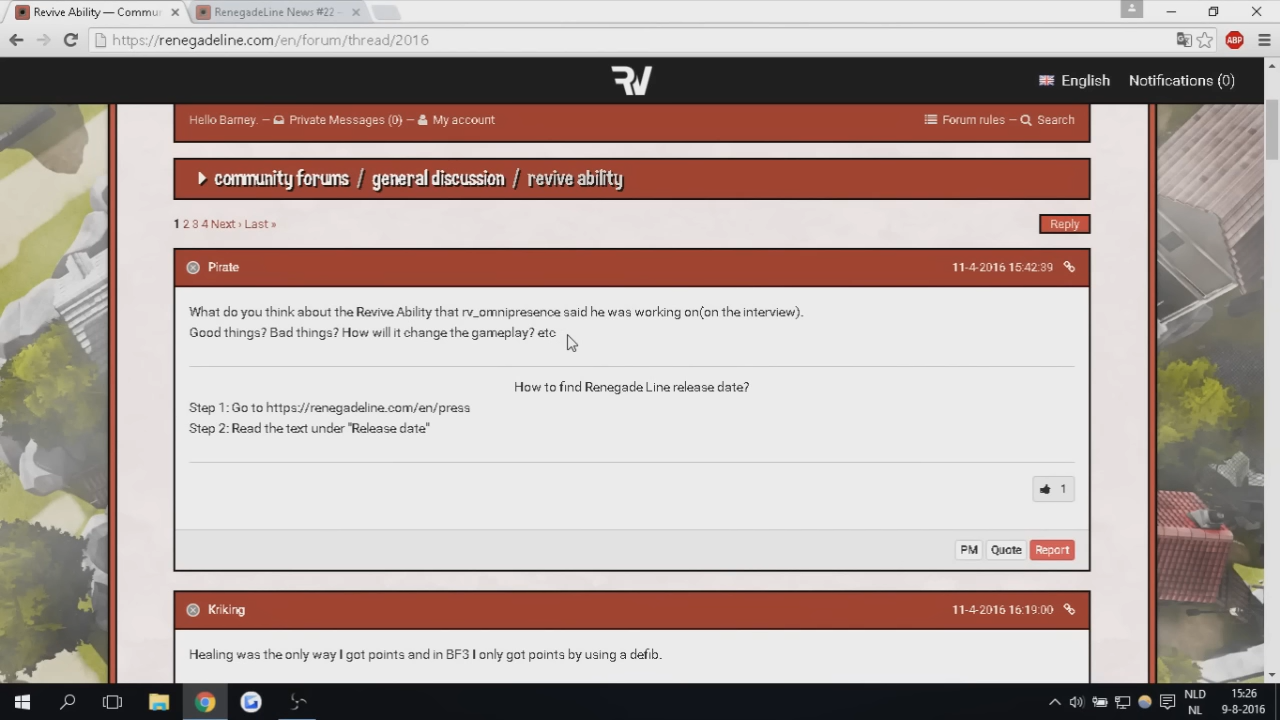 Revive Ability — Commu
RenegadeLine News #22 -
https://renegadeline.com/en/forum/thread/2016
ABP
RV
English
Notifications (0)
Hello Barney. — Private Messages (0) — My account
Forum rules — Search
community forums / general discussion / revive ability
1 2 3 4 Next › Last »
Reply
Pirate
11-4-2016 15:42:39
What do you think about the Revive Ability that rv_omnipresence said he was working on(on the interview).
Good things? Bad things? How will it change the gameplay? etc
How to find Renegade Line release date?
Step 1: Go to https://renegadeline.com/en/press
Step 2: Read the text under "Release date"
1
PM
Quote
Report
Kriking
11-4-2016 16:19:00
Healing was the only way I got points and in BF3 I only got points by using a defib.
NLD
NL
15:26
9-8-2016